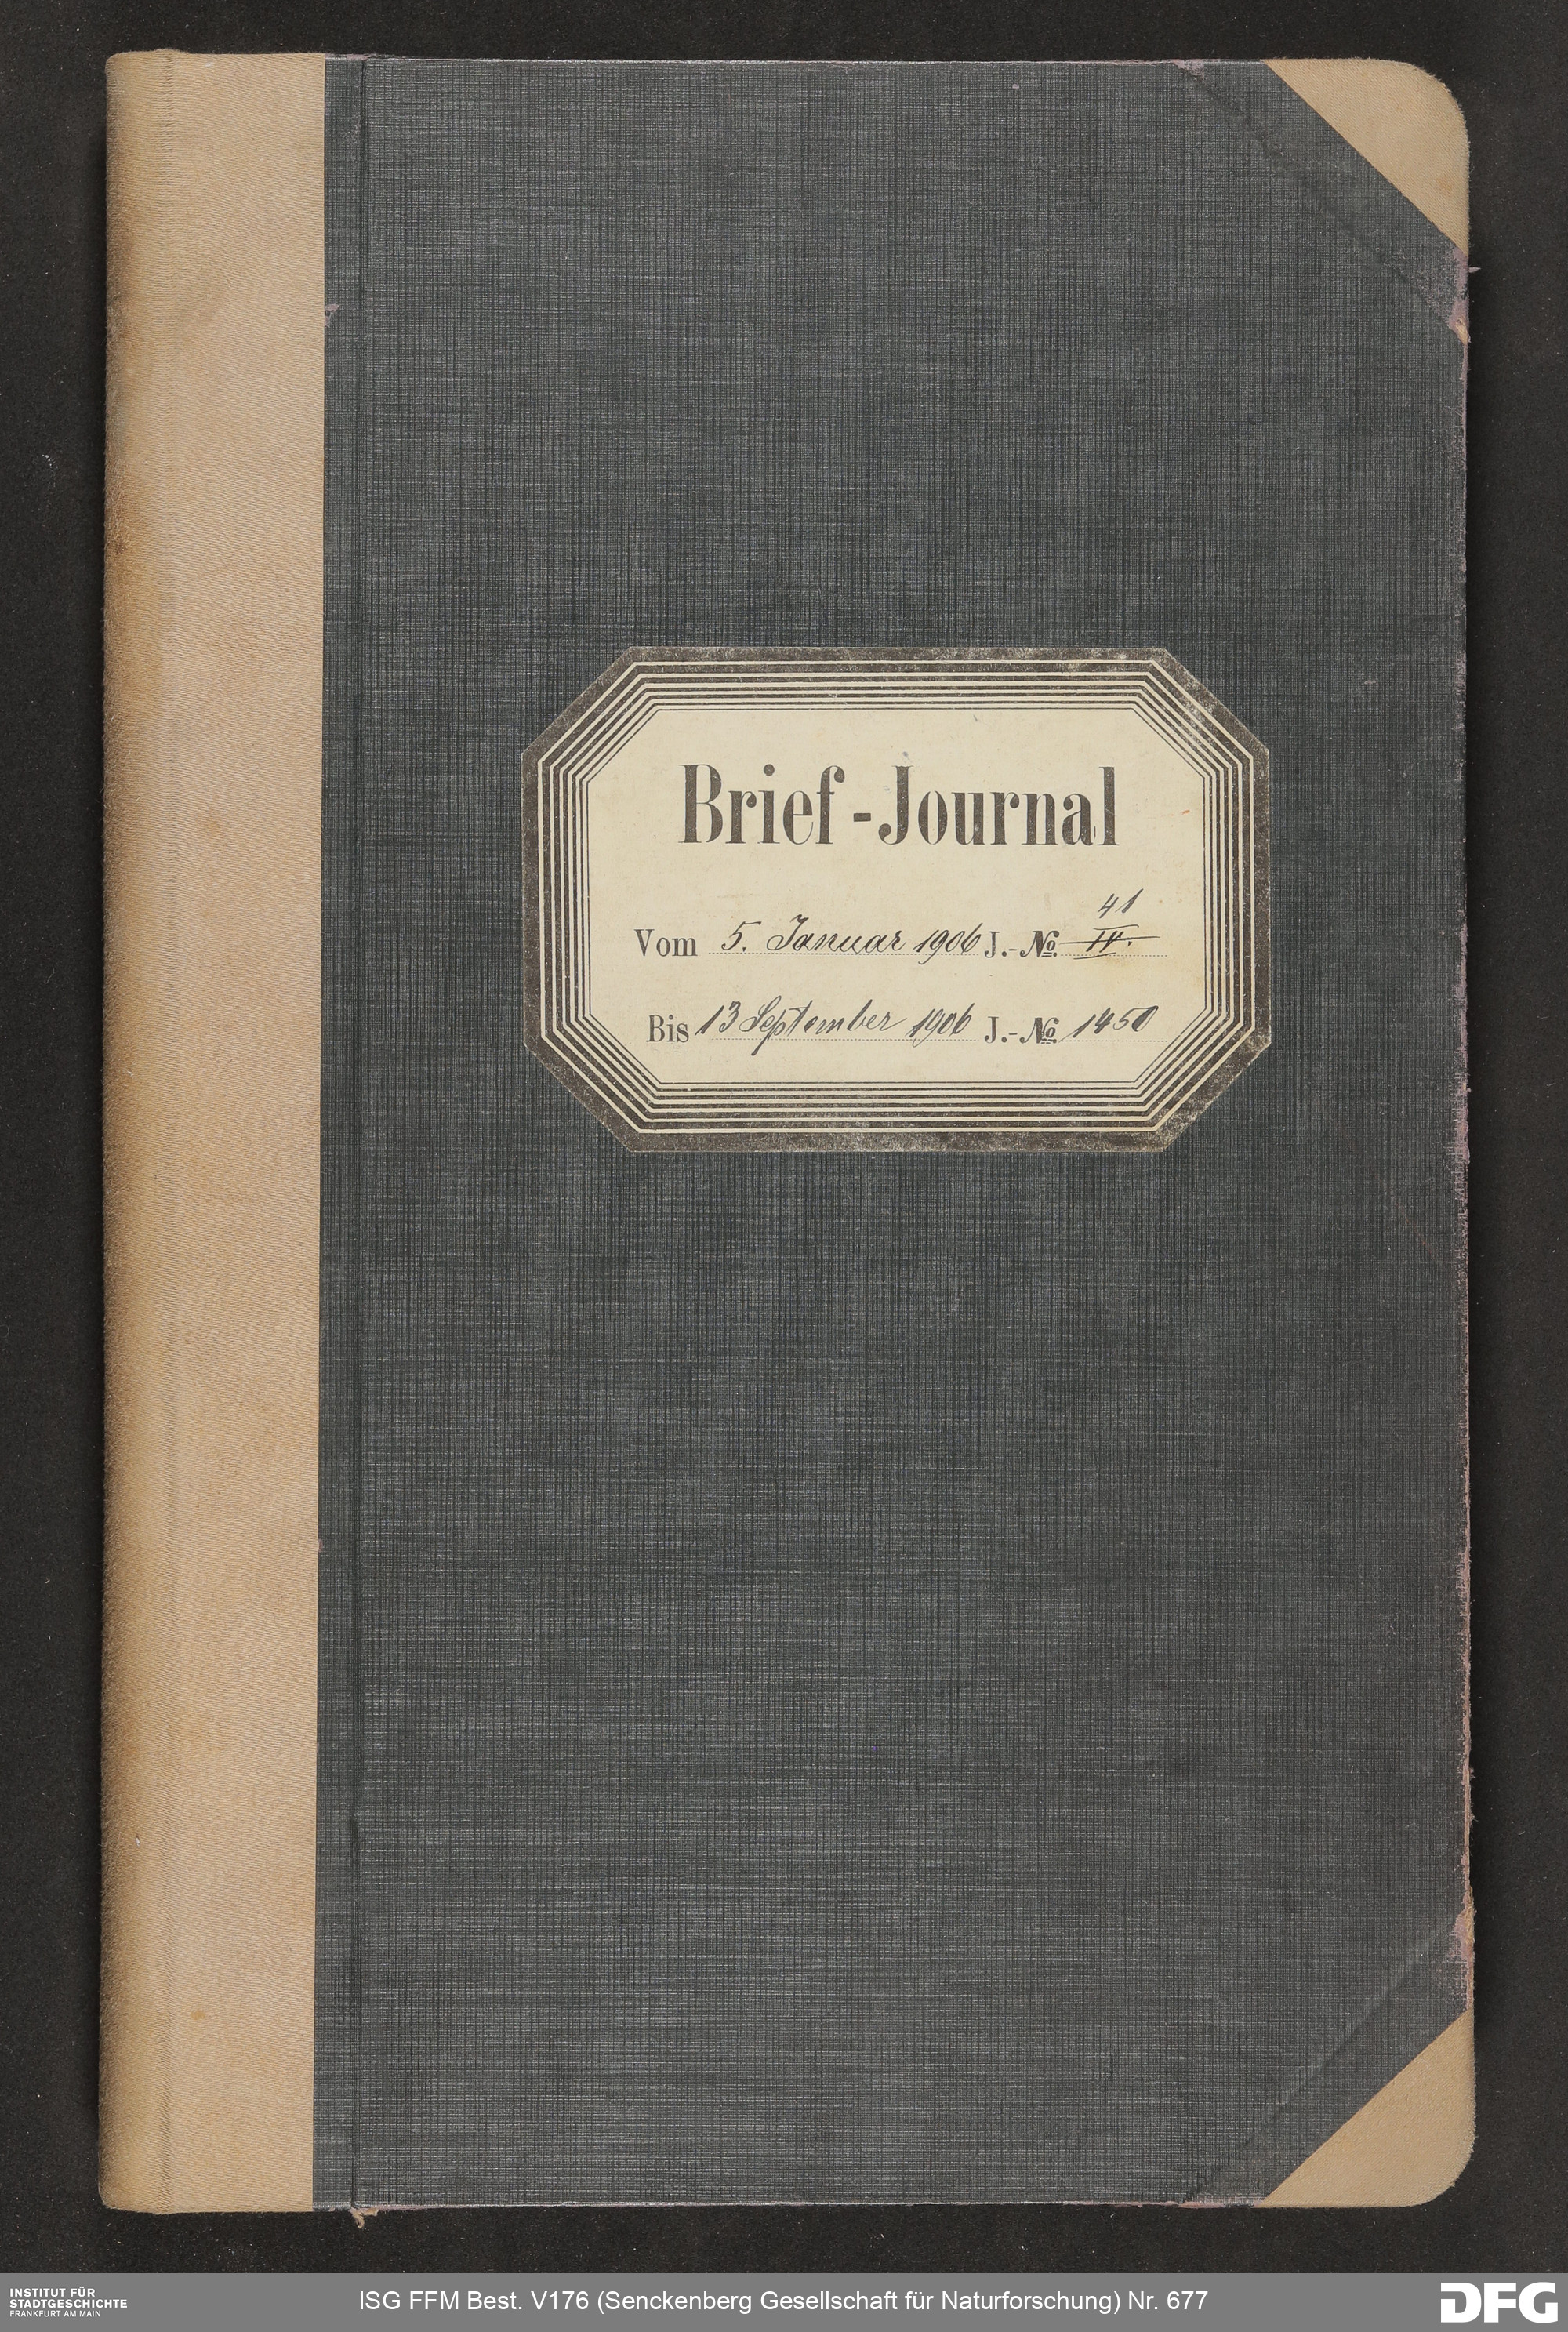 Brief-Journal
41
Vom 5. Januar 1906 J.-No. IV.
Bis 13 September 1906 J.-No. 1450
INSTITUT FÜR
STADTGESCHICHTE
FRANKFURT AM MAIN
ISG FFM Best. V176 (Senckenberg Gesellschaft für Naturforschung) Nr. 677
DFG